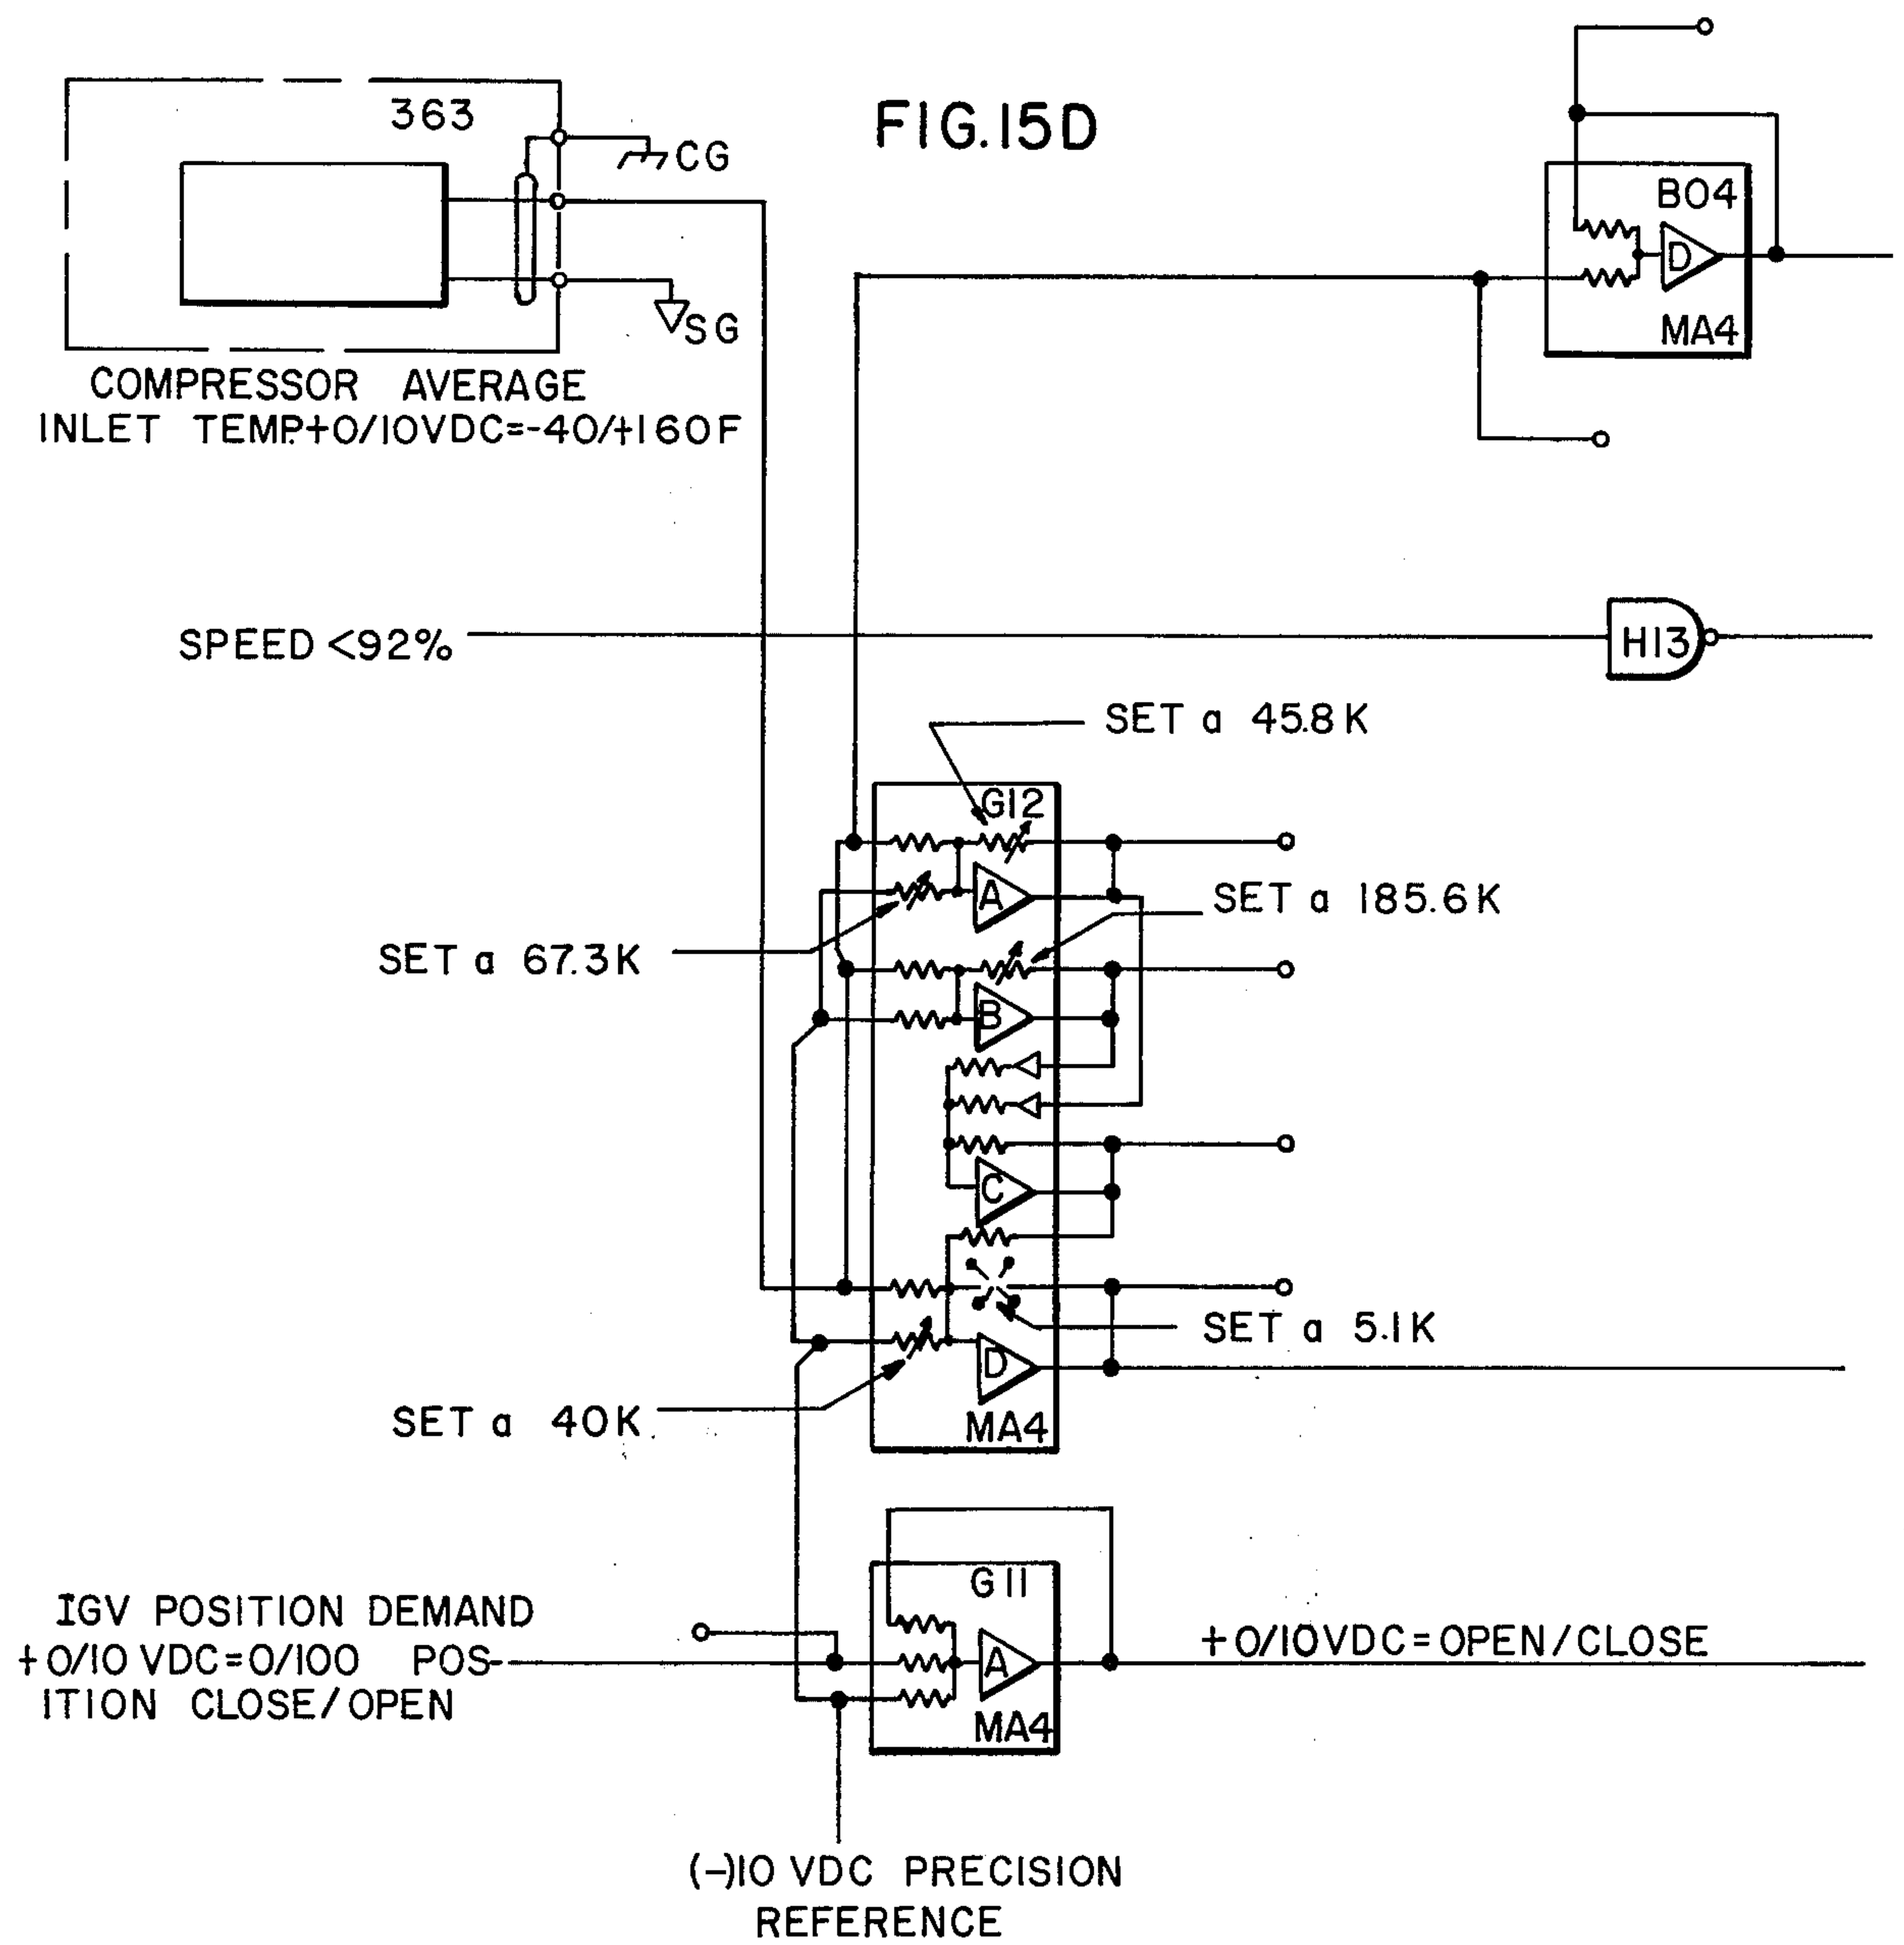 363
FIG.15D
CG
SG
COMPRESSOR AVERAGE
INLET TEMP.+0/10VDC=-40/+160F
B04
D
MA4
SPEED <92%
H13
SET a 45.8K
G12
A
SET a 185.6K
SET a 67.3K
B
C
SET a 5.1K
D
SET a 40K
MA4
G11
IGV POSITION DEMAND
+0/10 VDC=0/100 POS-
ITION CLOSE/OPEN
A
+0/10VDC=OPEN/CLOSE
MA4
(-)10 VDC PRECISION
REFERENCE